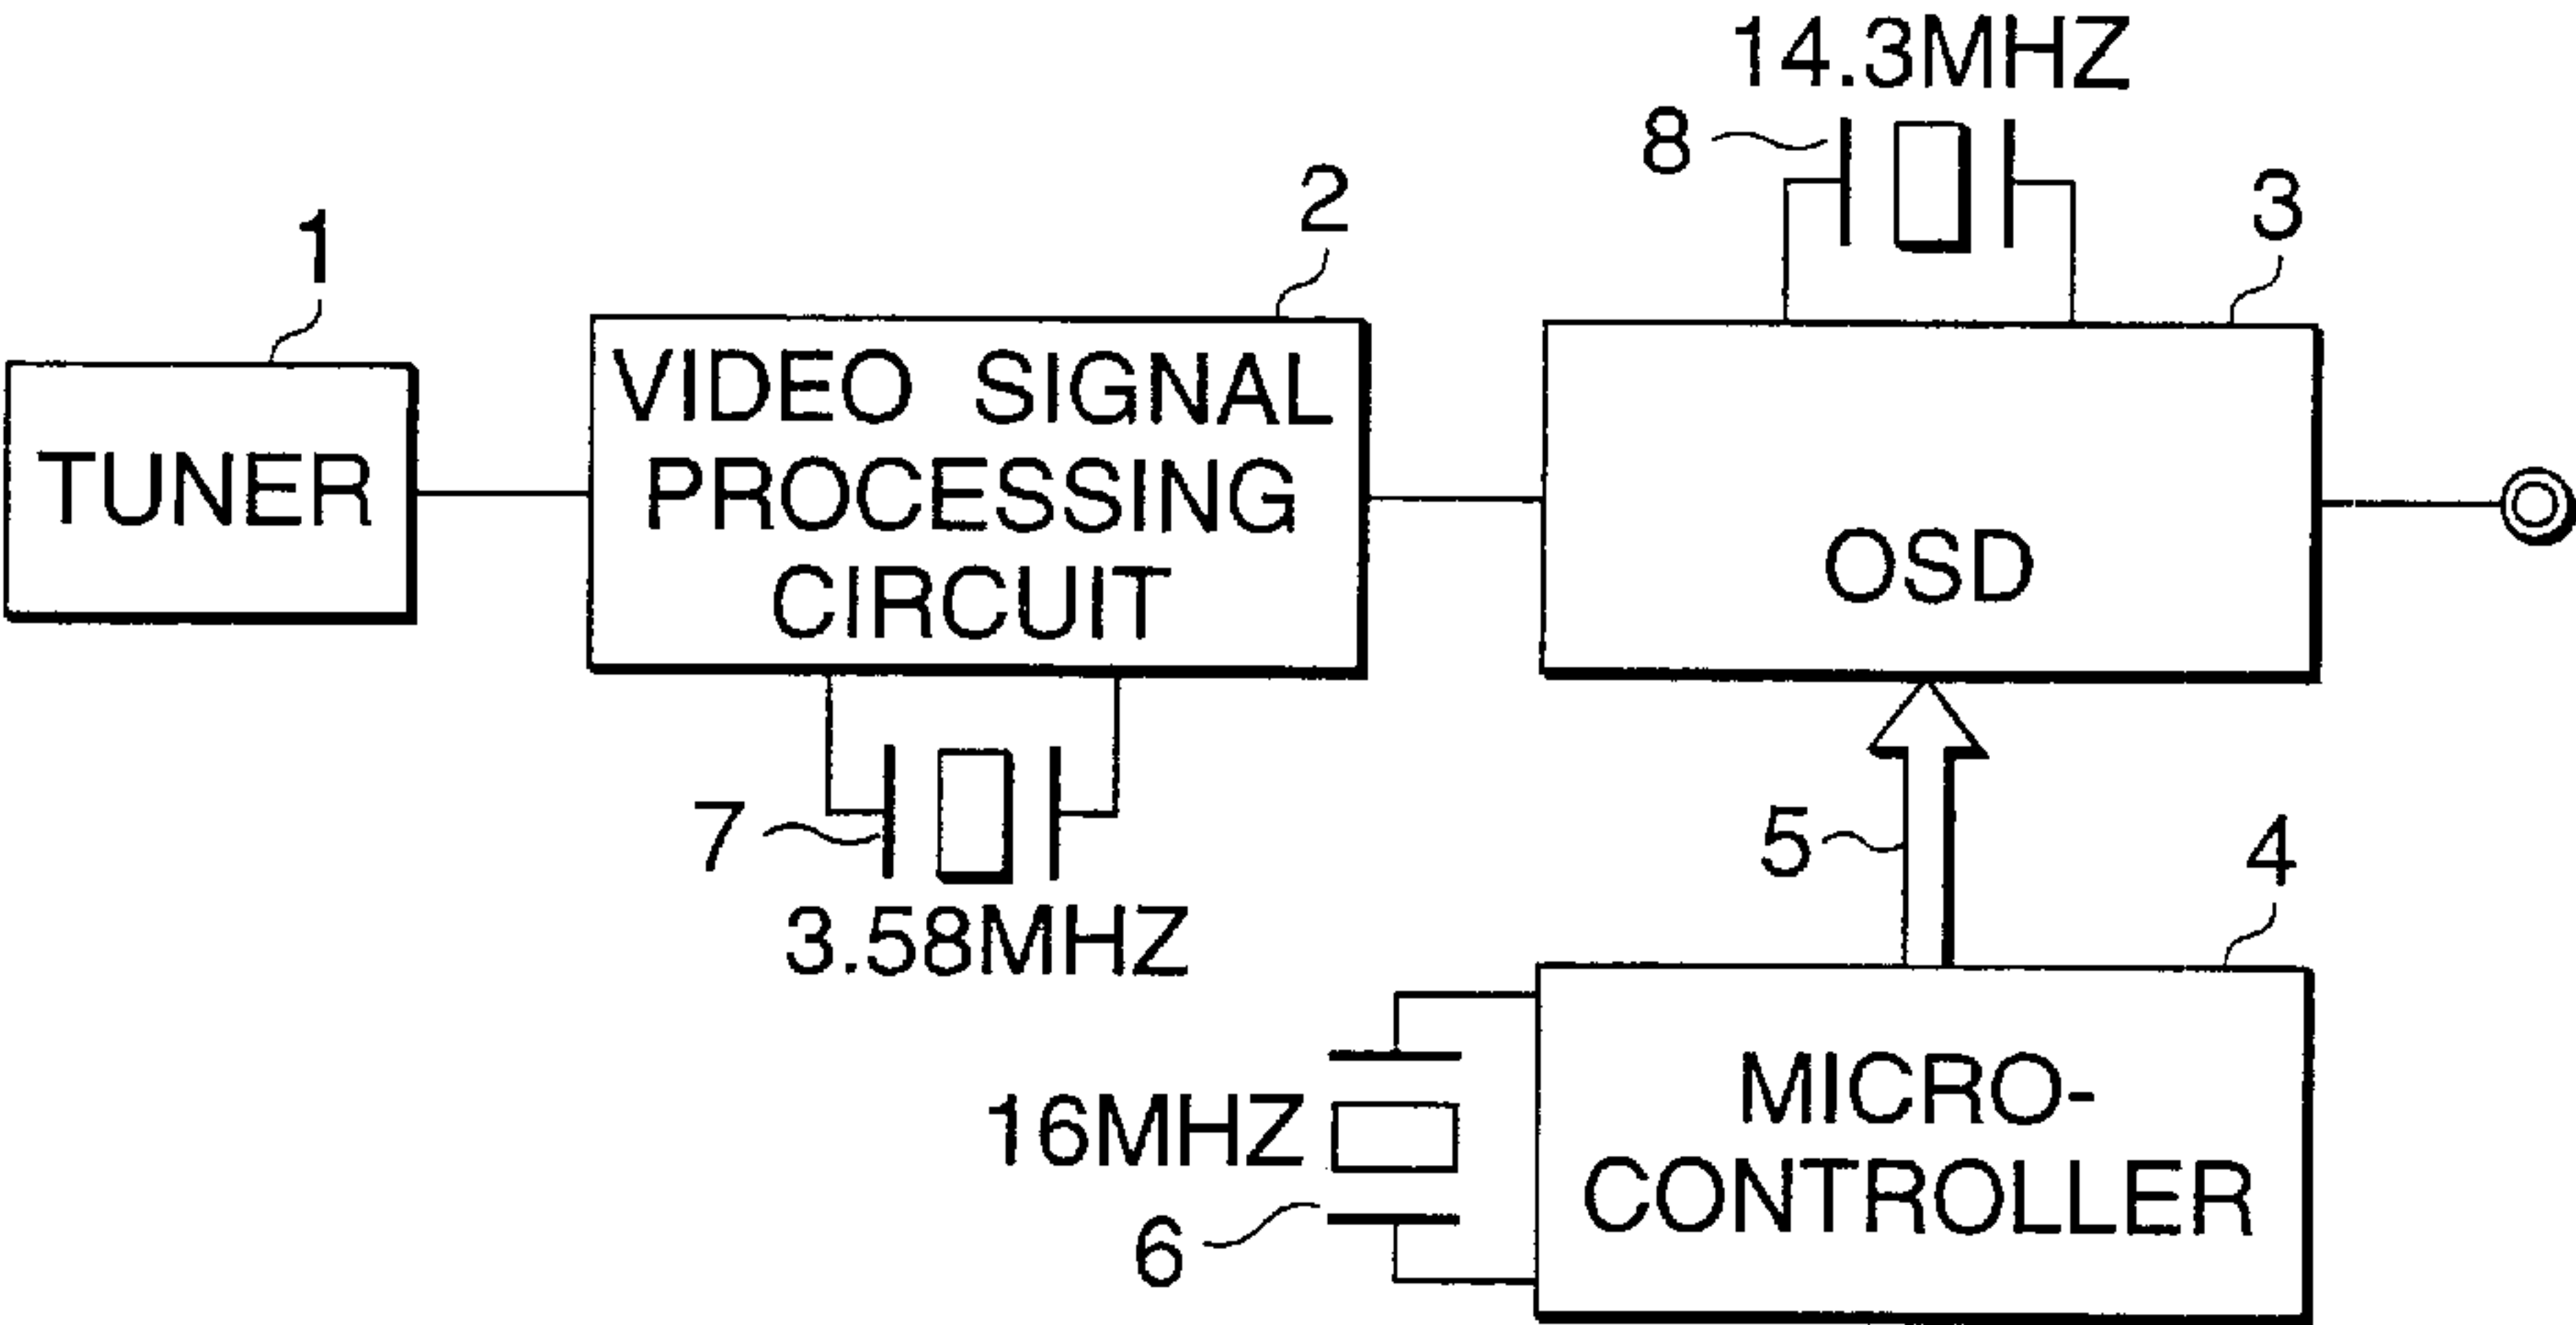 14.3MHZ
8
3
2
1
VIDEO SIGNAL
PROCESSING
CIRCUIT
TUNER
OSD
7
3.58MHZ
5
4
16MHZ
6
MICRO-
CONTROLLER